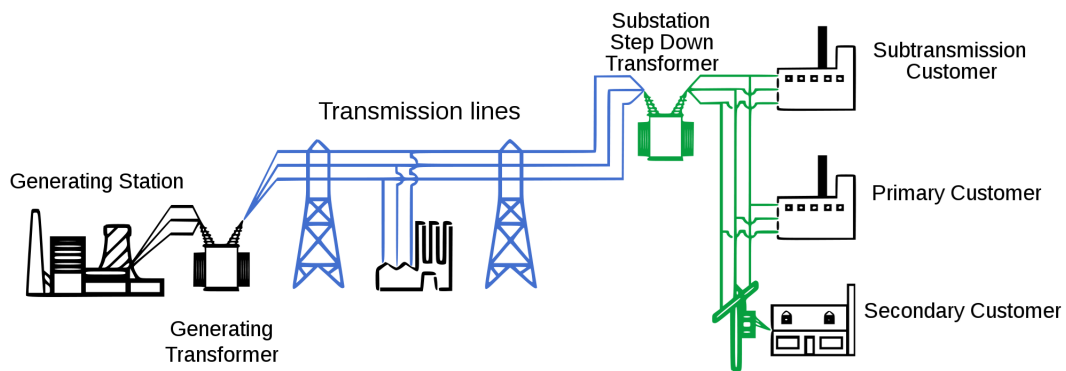 Substation
Step Down
Transformer
Subtransmission
Customer
Transmission lines
Generating Station
Primary Customer
Secondary Customer
Generating
Transformer